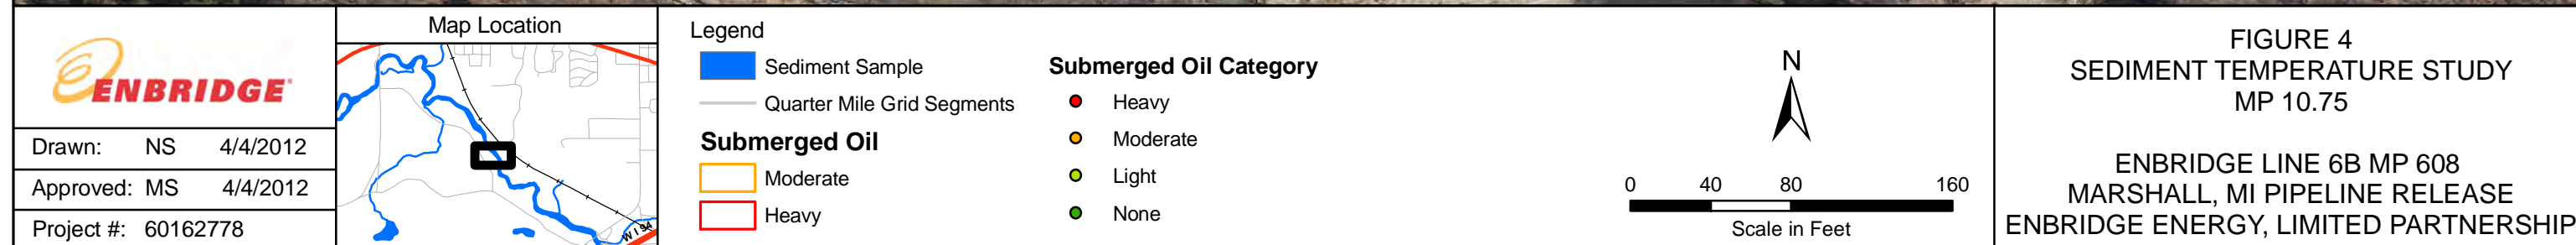 ENBRIDGE®
Drawn: NS 4/4/2012
Approved: MS 4/4/2012
Project #: 60162778
Map Location
W I 94
Legend
Sediment Sample
Quarter Mile Grid Segments
Submerged Oil
Moderate
Heavy
Submerged Oil Category
Heavy
Moderate
Light
None
N
0 40 80 160
Scale in Feet
FIGURE 4
SEDIMENT TEMPERATURE STUDY
MP 10.75
ENBRIDGE LINE 6B MP 608
MARSHALL, MI PIPELINE RELEASE
ENBRIDGE ENERGY, LIMITED PARTNERSHIP